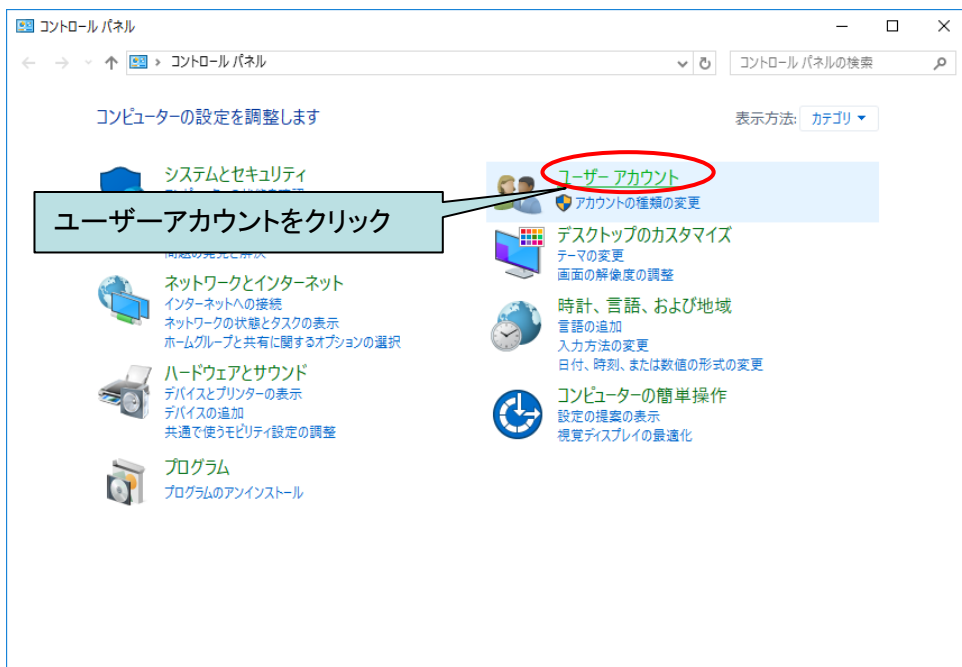 コントロール パネル
コントロール パネル
コントロール パネルの検索
コンピューターの設定を調整します
表示方法: カテゴリ
システムとセキュリティ
ユーザーアカウントをクリック
ネットワークとインターネット
インターネットへの接続
ネットワークの状態とタスクの表示
ホームグループと共有に関するオプションの選択
ハードウェアとサウンド
デバイスとプリンターの表示
デバイスの追加
共通で使うモビリティ設定の調整
プログラム
プログラムのアンインストール
ユーザー アカウント
アカウントの種類の変更
デスクトップのカスタマイズ
テーマの変更
画面の解像度の調整
時計、言語、および地域
言語の追加
入力方法の変更
日付、時刻、または数値の形式の変更
コンピューターの簡単操作
設定の提案の表示
視覚ディスプレイの最適化